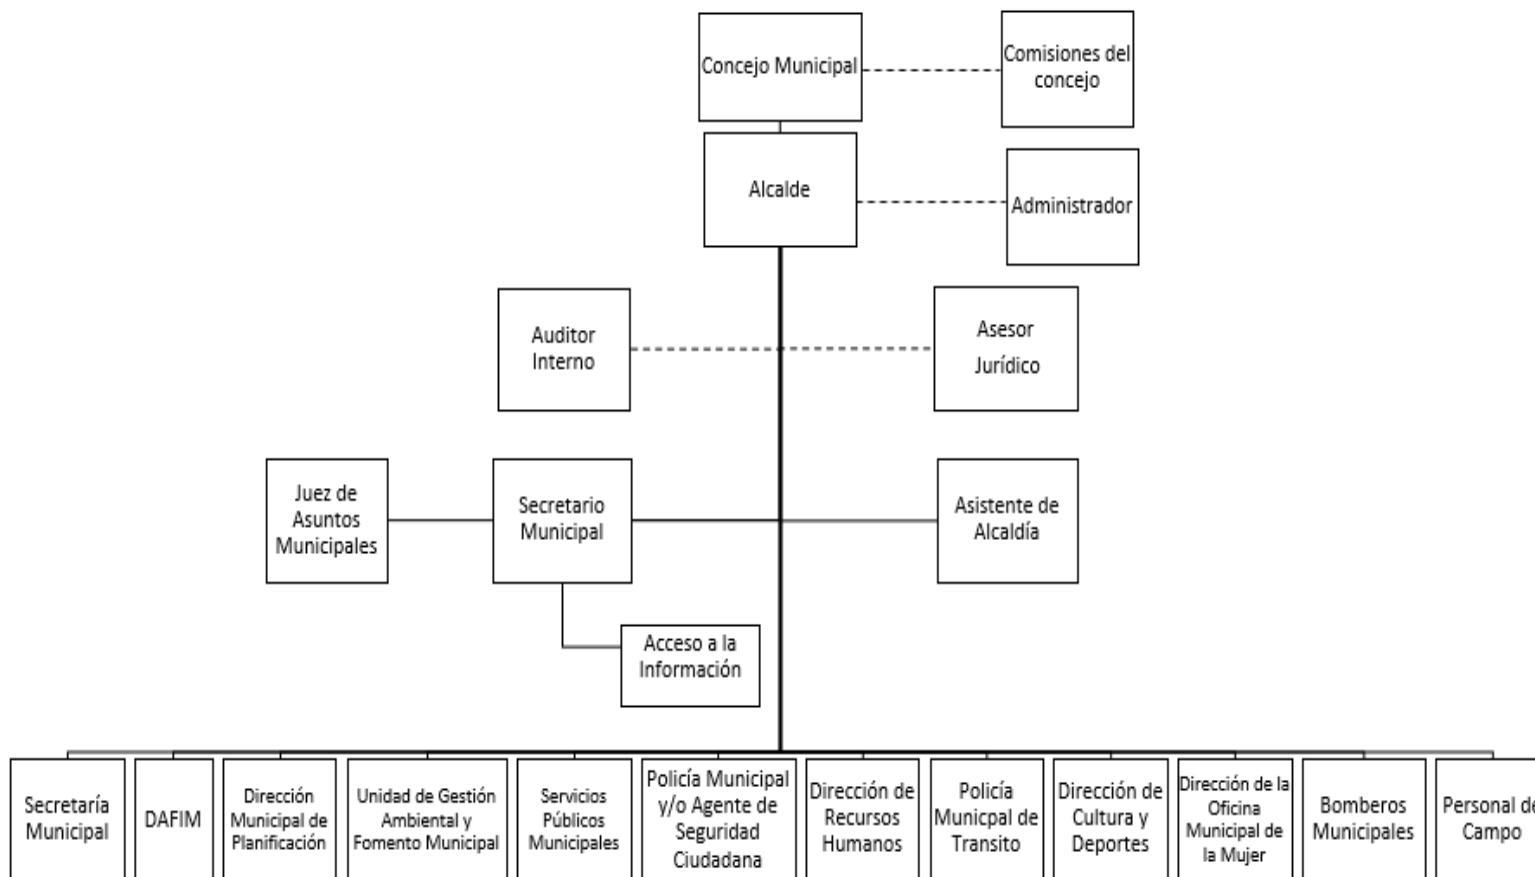 Concejo Municipal
Comisiones del
concejo
Alcalde
Administrador
Auditor
Interno
Asesor
Jurídico
Juez de
Asuntos
Municipales
Secretario
Municipal
Asistente de
Alcaldía
Acceso a la
Información
Secretaría
Municipal
DAFIM
Dirección
Municipal de
Planificación
Unidad de Gestión
Ambiental y
Fomento Municipal
Servicios
Públicos
Municipales
Policía Municipal
y/o Agente de
Seguridad
Ciudadana
Dirección de
Recursos
Humanos
Policía
Municpal de
Transito
Dirección de
Cultura y
Deportes
Dirección de la
Oficina
Municipal de
la Mujer
Bomberos
Municipales
Personal de
Campo